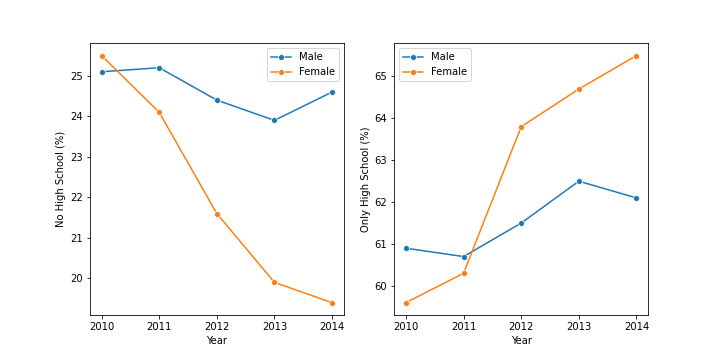 No High School (%)
25
24
23
22
21
20
2010 2011 2012 2013 2014
Year
Male
Female
Only High School (%)
65
64
63
62
61
60
2010 2011 2012 2013 2014
Year
Male
Female